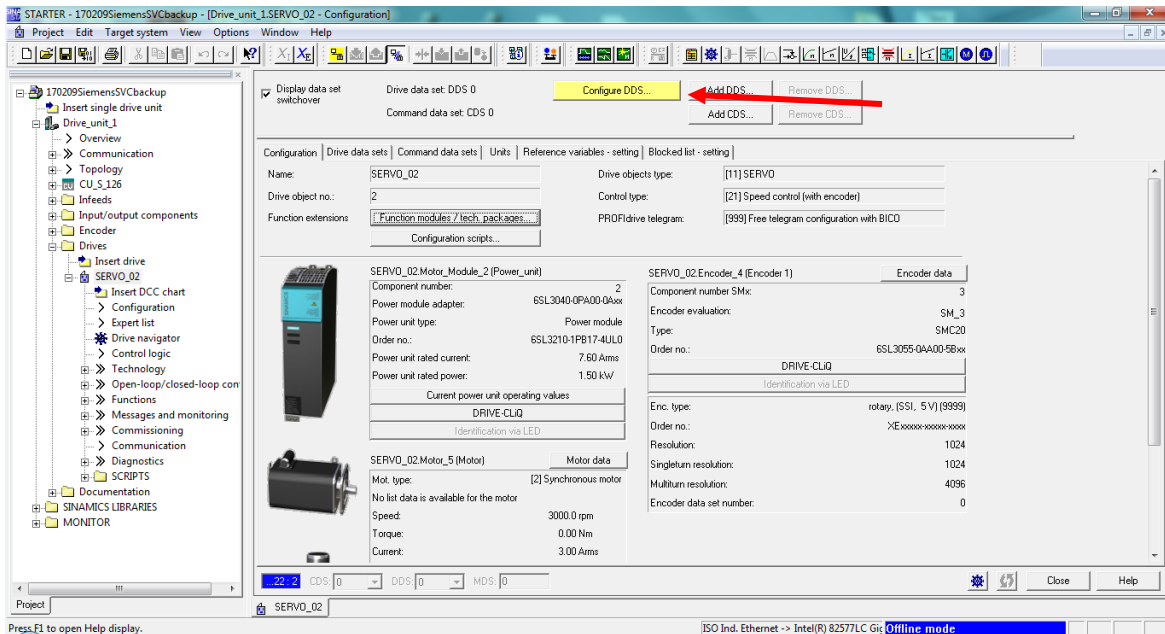 STARTER - 170209SiemensSVCbackup - [Drive_unit_1.SERVO_02 - Configuration]
Project Edit Target system View Options Window Help
170209SiemensSVCbackup
Insert single drive unit
Drive_unit_1
Overview
Communication
Topology
CU_S_126
Infeeds
Input/output components
Encoder
Drives
Insert drive
SERVO_02
Insert DCC chart
Configuration
Expert list
Drive navigator
Control logic
Technology
Open-loop/closed-loop con
Functions
Messages and monitoring
Commissioning
Communication
Diagnostics
SCRIPTS
Documentation
SINAMICS LIBRARIES
MONITOR
Project
Display data set switchover
Drive data set: DDS 0
Configure DDS...
Add DDS...
Remove DDS...
Command data set: CDS 0
Add CDS...
Remove CDS...
Configuration Drive data sets Command data sets Units Reference variables - setting Blocked list - setting
Name: SERVO_02
Drive objects type: [11] SERVO
Drive object no.: 2
Control type: [21] Speed control (with encoder)
Function extensions Function modules / tech. packages...
PROFIdrive telegram: [999] Free telegram configuration with BICO
Configuration scripts...
SERVO_02.Motor_Module_2 (Power_unit)
Component number: 2
Power module adapter: 6SL3040-0PA00-0Axx
Power unit type: Power module
Order no.: 6SL3210-1PB17-4UL0
Power unit rated current: 7.60 Arms
Power unit rated power: 1.50 kW
Current power unit operating values
DRIVE-CLiQ
Identification via LED
SERVO_02.Motor_5 (Motor) Motor data
Mot. type: [2] Synchronous motor
No list data is available for the motor
Speed: 3000.0 rpm
Torque: 0.00 Nm
Current: 3.00 Arms
SERVO_02.Encoder_4 (Encoder 1) Encoder data
Component number SMx: 3
Encoder evaluation: SM_3
Type: SMC20
Order no.: 6SL3055-0AA00-5Bxx
DRIVE-CLiQ
Identification via LED
Enc. type: rotary, (SSI, 5 V) (9999)
Order no.: XExxxxx-xxxxx-xxxx
Resolution: 1024
Singleturn resolution: 1024
Multiturn resolution: 4096
Encoder data set number: 0
...22 : 2 CDS: 0 DDS: 0 MDS: 0
Close Help
SERVO_02
Press F1 to open Help display.
ISO Ind. Ethernet -> Intel(R) 82577LC Gig
Offline mode